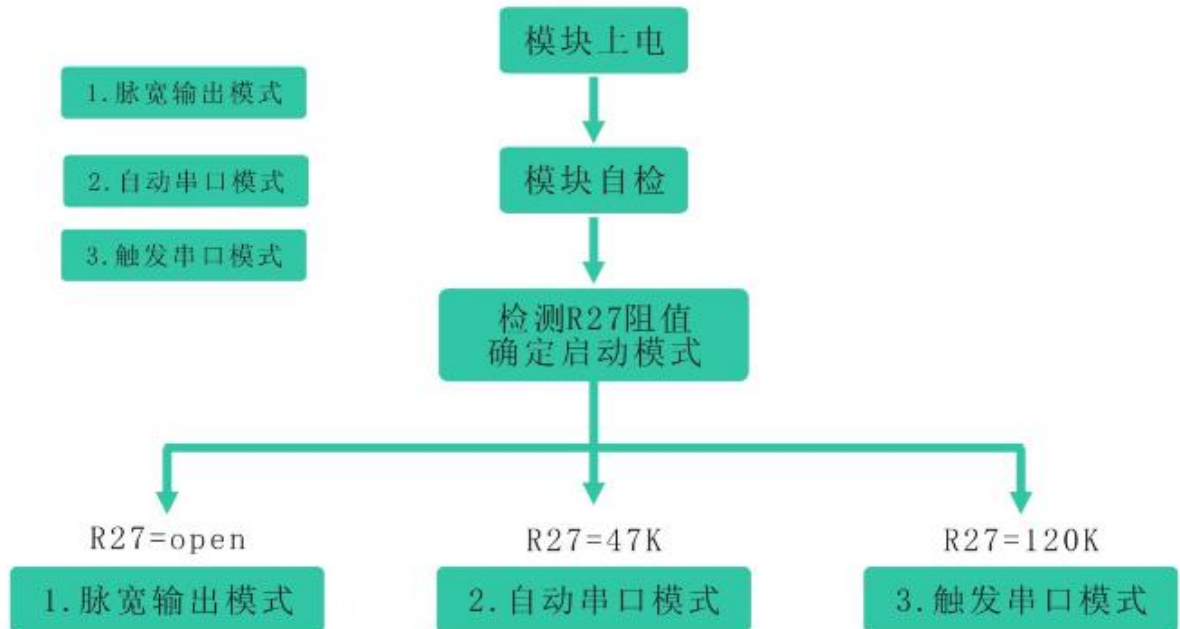 模块上电
1.脉宽输出模式
2.自动串口模式
3.触发串口模式
模块自检
检测R27阻值
确定启动模式
R27=open
R27=47K
R27=120K
1.脉宽输出模式
2.自动串口模式
3.触发串口模式